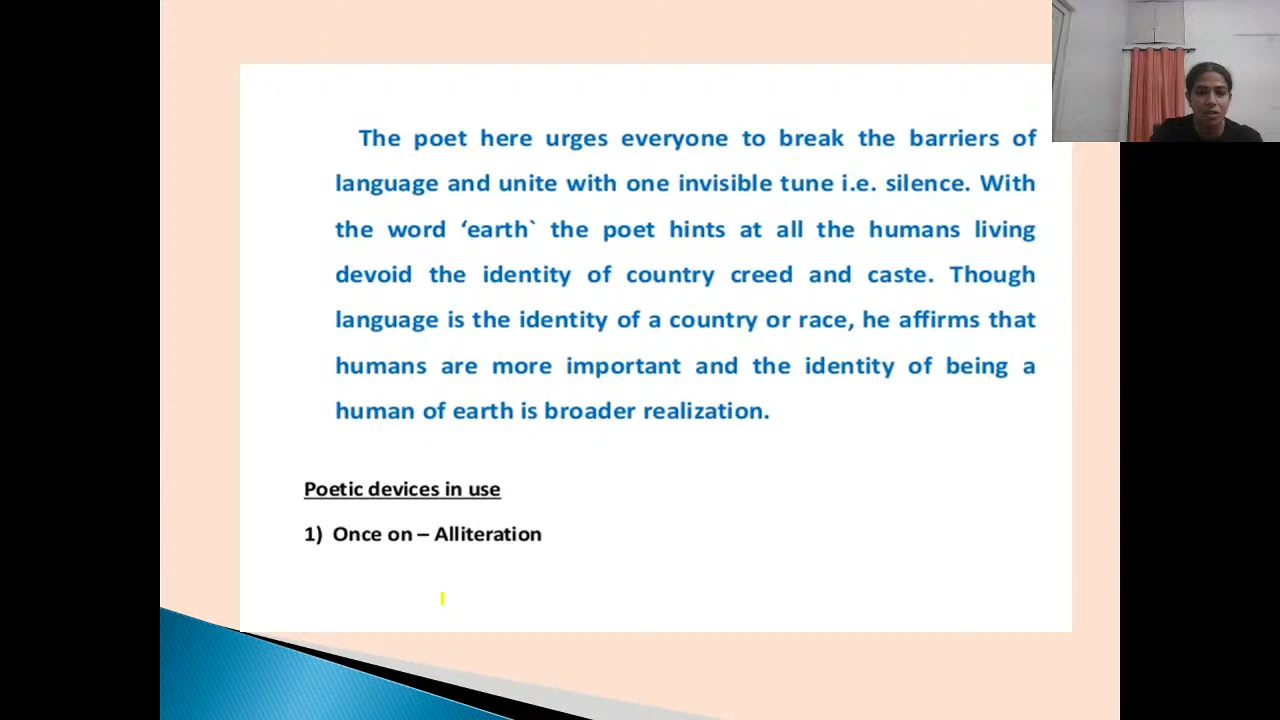 The poet here urges everyone to break the barriers of
language and unite with one invisible tune i.e. silence. With
the word ‘earth` the poet hints at all the humans living
devoid the identity of country creed and caste. Though
language is the identity of a country or race, he affirms that
humans are more important and the identity of being a
human of earth is broader realization.
Poetic devices in use
1) Once on – Alliteration